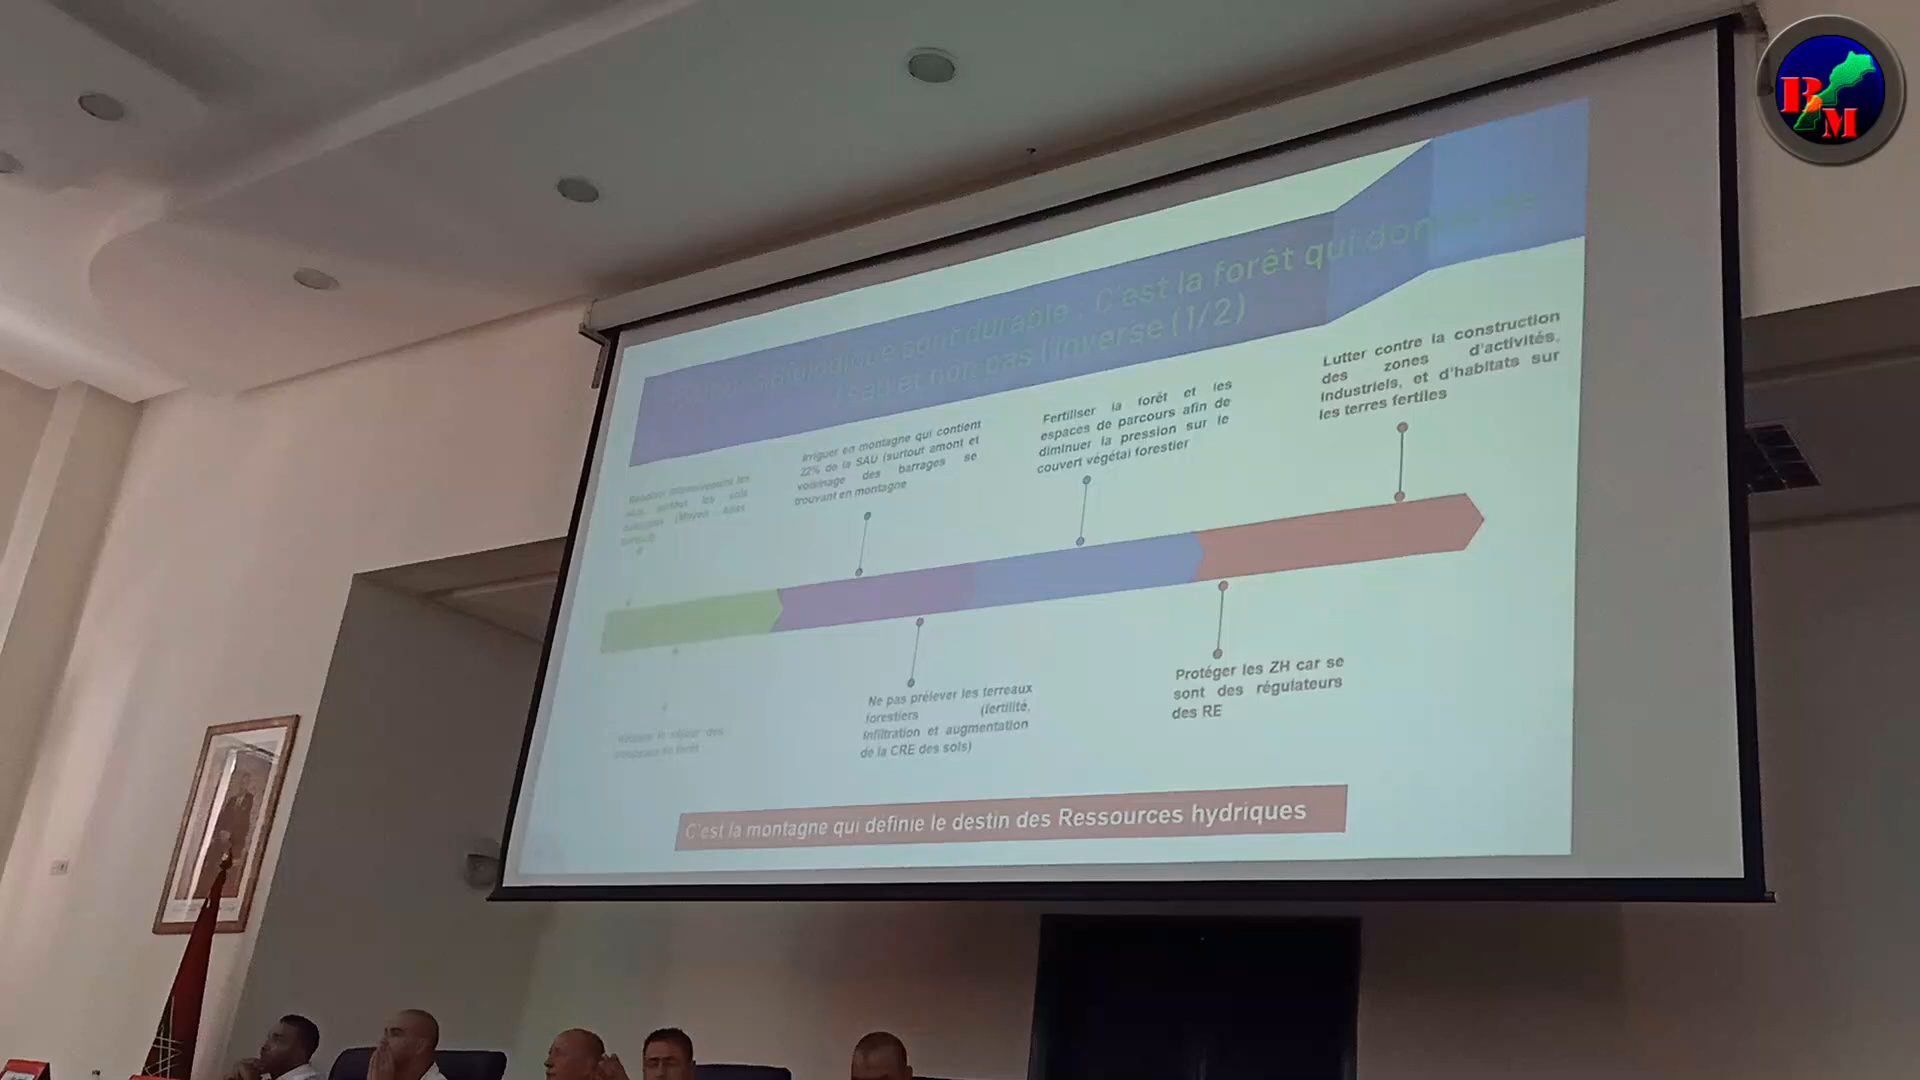 BM
durable : C'est la forêt qui
et non pas l'inverse (1/2)
Irriguer en montagne qui contient
22% de la SAU (surtout amont et
voisinage des barrages se
trouvant en montagne
Fertiliser la forêt et les
espaces de parcours afin de
diminuer la pression sur le
couvert végétal forestier
Lutter contre la construction
des zones d'activités,
industriels, et d'habitats sur
les terres fertiles
Ne pas prélever les terreaux
forestiers (fertilité,
infiltration et augmentation
de la CRE des sols)
Protéger les ZH car se
sont des régulateurs
des RE
C'est la montagne qui définie le destin des Ressources hydriques